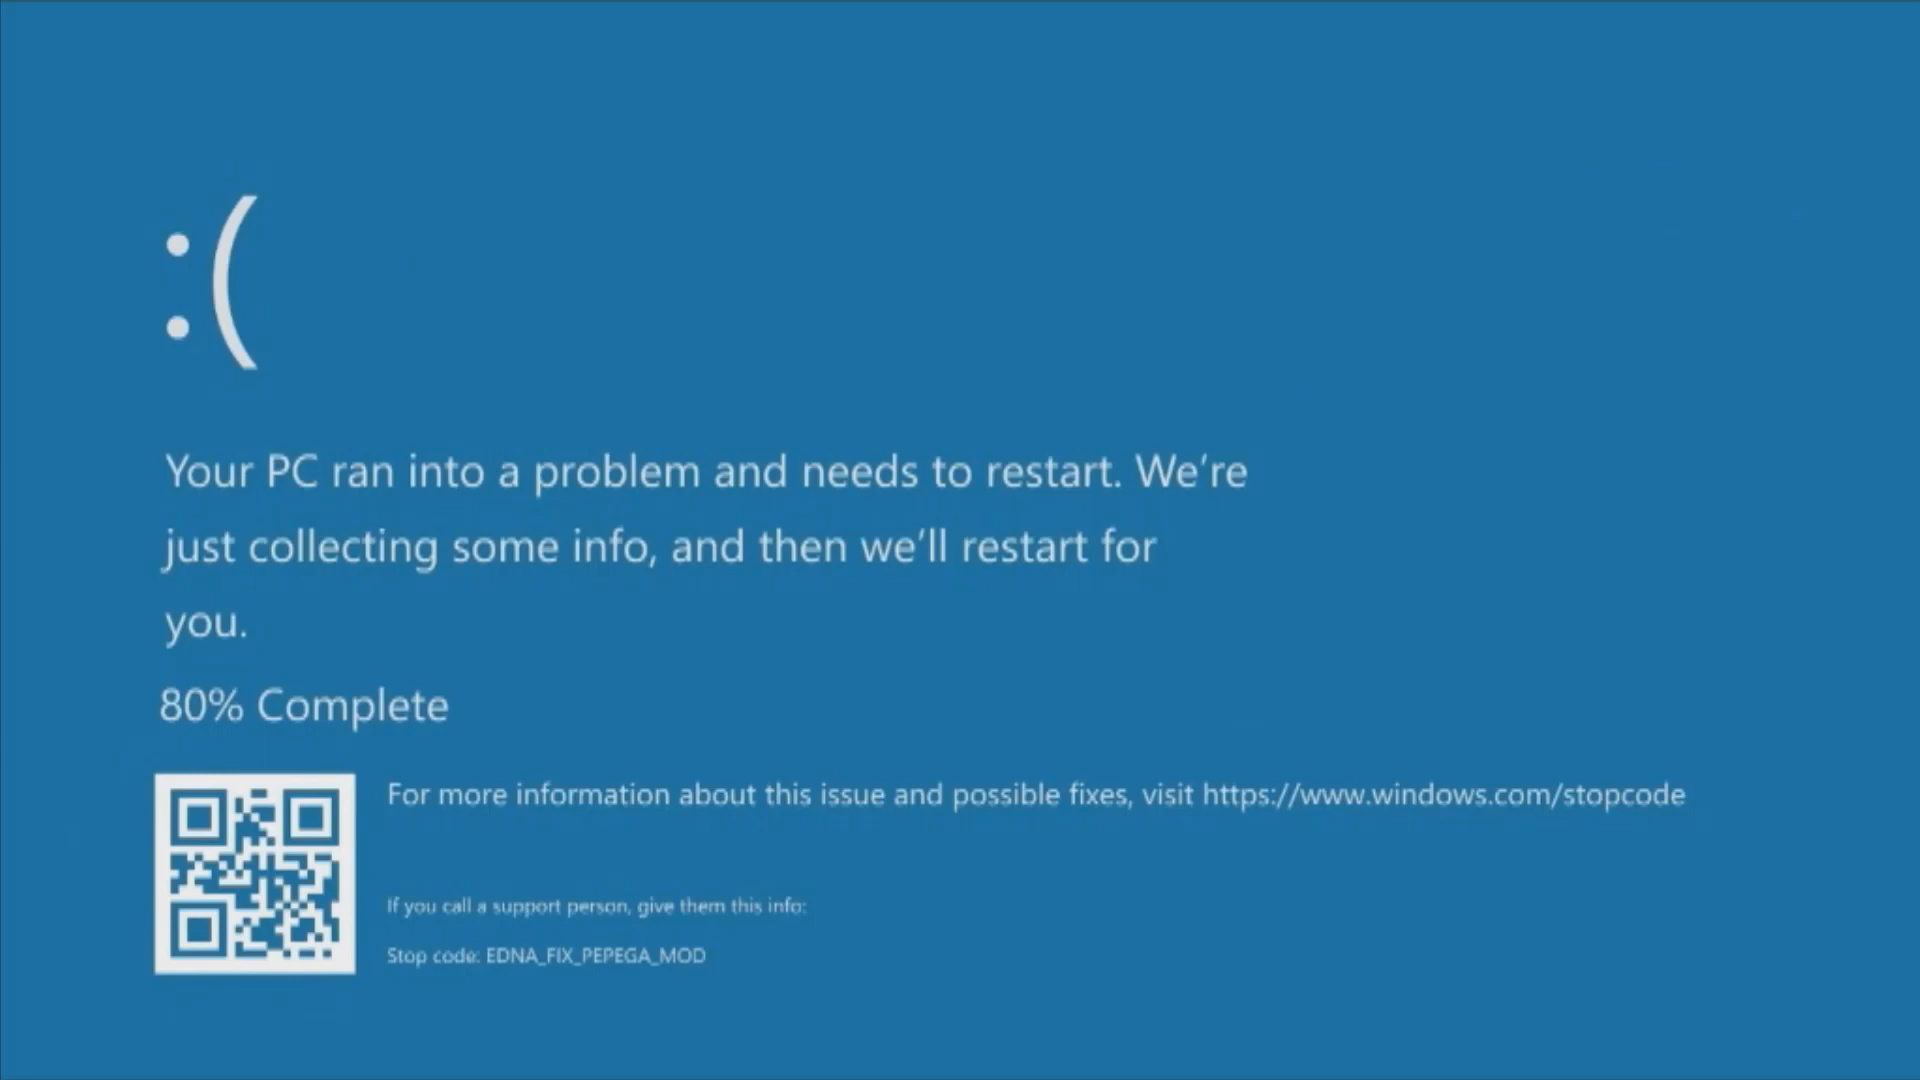 :(
Your PC ran into a problem and needs to restart. We’re
just collecting some info, and then we’ll restart for
you.
80% Complete
For more information about this issue and possible fixes, visit https://www.windows.com/stopcode
If you call a support person, give them this info:
Stop code: EDNA_FIX_PEPEGA_MOD